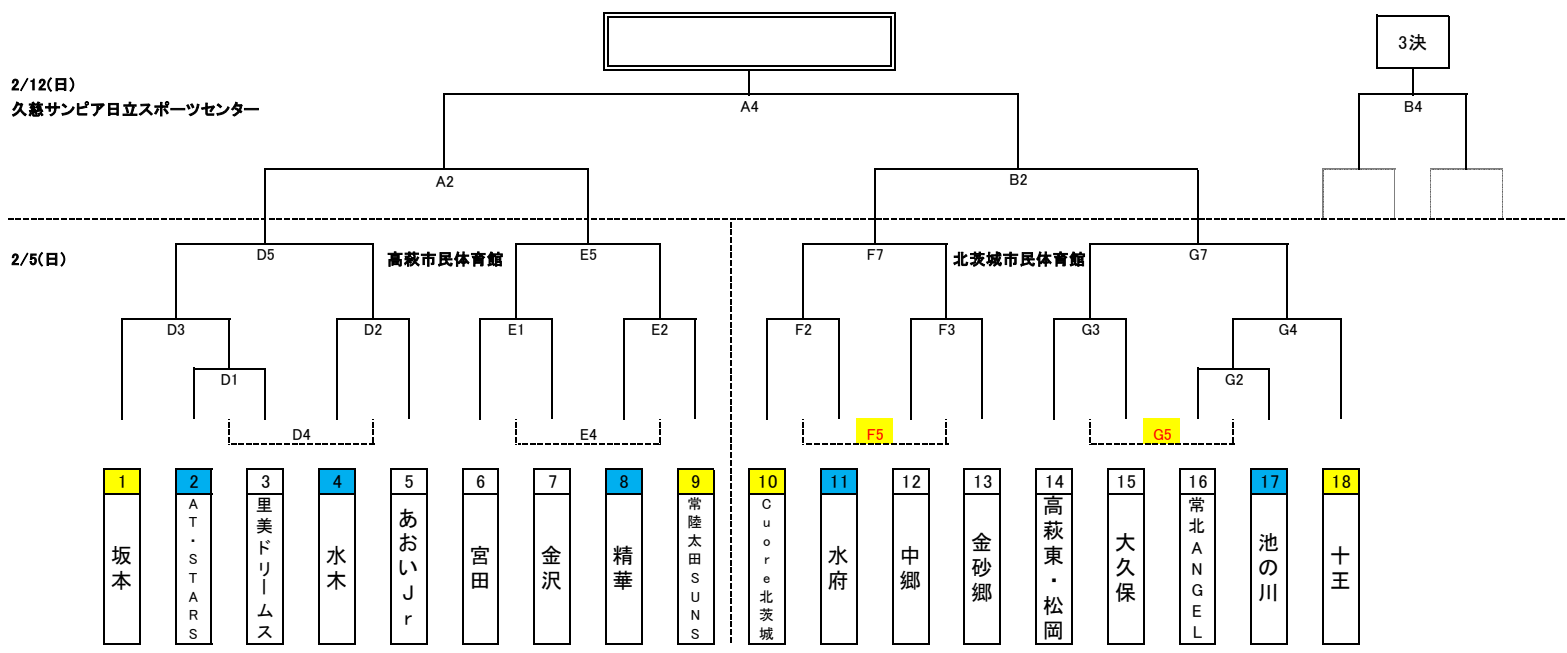 3決
2/12(日)
久慈サンピア日立スポーツセンター
A4
B4
A2
B2
2/5(日)
D5
高萩市民体育館
E5
F7
北茨城市民体育館
G7
D3
D2
E1
E2
F2
F3
G3
G4
D1
G2
D4
E4
F5
G5
1
2
3
4
5
6
7
8
9
10
11
12
13
14
15
16
17
18
坂本
AT・STARS
里美ドリームス
水木
あおいJr
宮田
金沢
精華
常陸太田SUNS
Cuore北茨城
水府
中郷
金砂郷
高萩東・松岡
大久保
常北ANGEL
池の川
十王